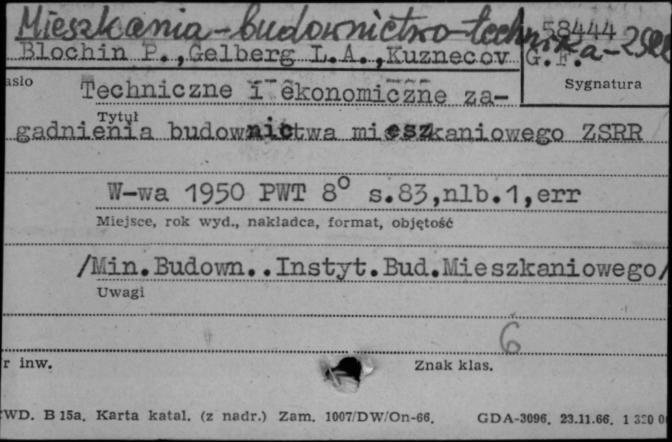 Mieszkania-budownictwo-technika-ZSRR
58444
Blochin P.,Gelberg L.A.,Kuznecov G.F.
asło
Sygnatura
Techniczne i ekonomiczne za-
Tytuł
gadnienia budownictwa mieszkaniowego ZSRR
W-wa 1950 PWT 8° s.83,nlb.1,err
Miejsce, rok wyd., nakładca, format, objętość
/Min.Budown..Instyt.Bud.Mieszkaniowego/
Uwagi
6
r inw.
Znak klas.
WD. B 15a. Karta katal. (z nadr.) Zam. 1007/DW/On-66. GDA-3096. 23.11.66.